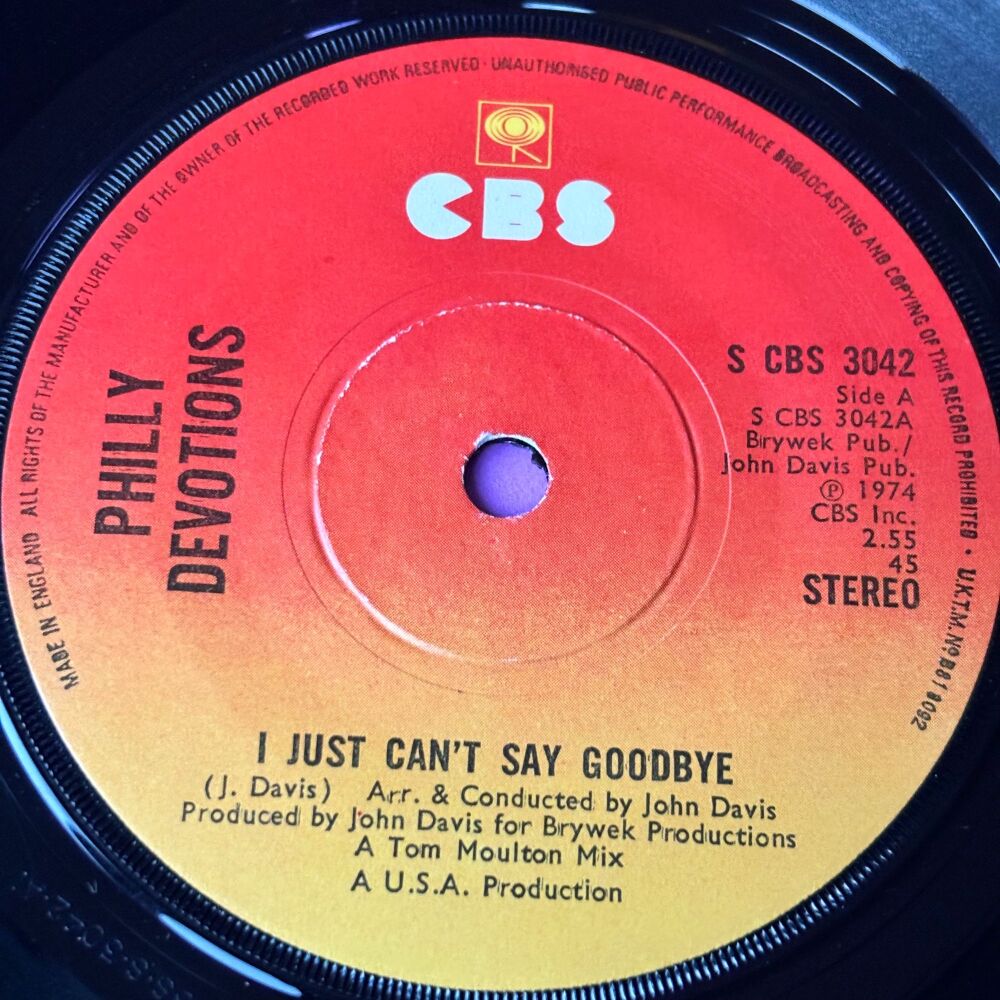 MADE IN ENGLAND ALL RIGHTS OF THE MANUFACTURER AND OF THE OWNER OF THE RECORDED WORK RESERVED · UNAUTHORISED PUBLIC PERFORMANCE BROADCASTING AND COPYING OF THIS RECORD PROHIBITED · U.K.T.M. Nº B818092
CBS
PHILLY
DEVOTIONS
S CBS 3042
Side A
S CBS 3042A
Brywek Pub./
John Davis Pub.
℗ 1974
CBS Inc.
2.55
45
STEREO
I JUST CAN'T SAY GOODBYE
(J. Davis) Arr. & Conducted by John Davis
Produced by John Davis for Brywek Productions
A Tom Moulton Mix
A U.S.A. Production